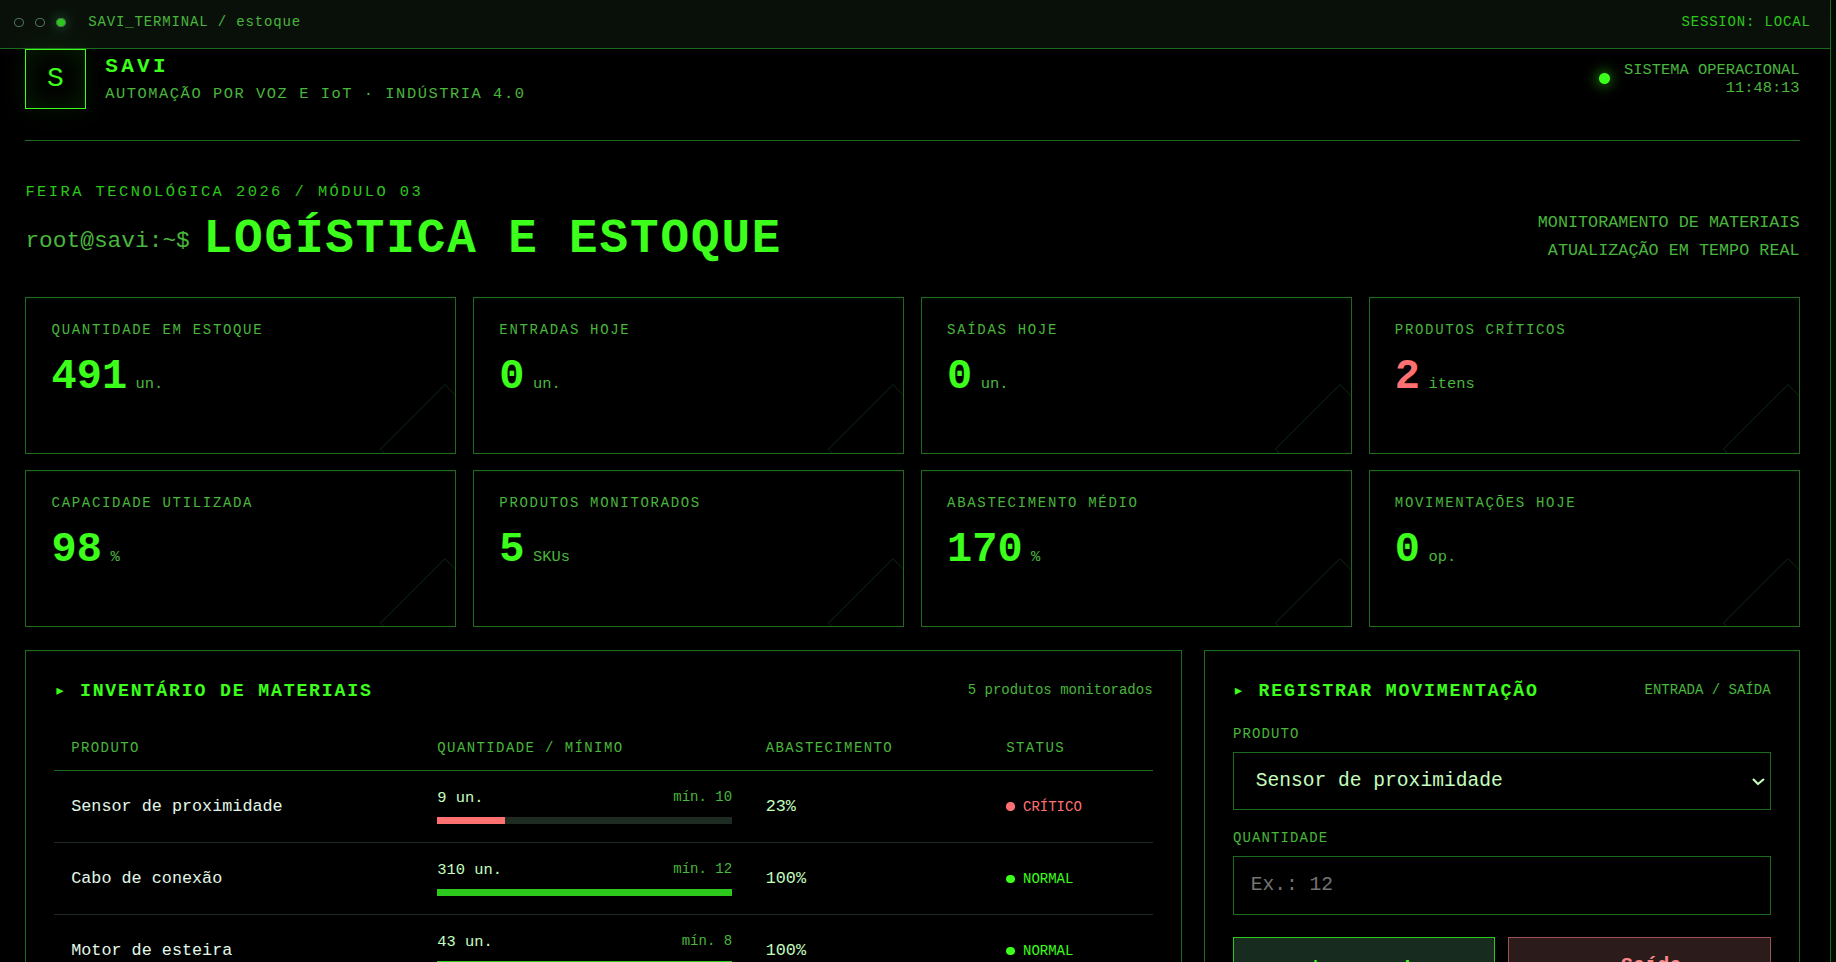 SAVI_TERMINAL / estoque
SESSION: LOCAL
S
SAVI
AUTOMAÇÃO POR VOZ E IoT · INDÚSTRIA 4.0
SISTEMA OPERACIONAL
11:48:13
FEIRA TECNOLÓGICA 2026 / MÓDULO 03
root@savi:~$ LOGÍSTICA E ESTOQUE
MONITORAMENTO DE MATERIAIS
ATUALIZAÇÃO EM TEMPO REAL
QUANTIDADE EM ESTOQUE
491 un.
ENTRADAS HOJE
0 un.
SAÍDAS HOJE
0 un.
PRODUTOS CRÍTICOS
2 itens
CAPACIDADE UTILIZADA
98 %
PRODUTOS MONITORADOS
5 SKUs
ABASTECIMENTO MÉDIO
170 %
MOVIMENTAÇÕES HOJE
0 op.
▸ INVENTÁRIO DE MATERIAIS
5 produtos monitorados
PRODUTO QUANTIDADE / MÍNIMO ABASTECIMENTO STATUS
Sensor de proximidade 9 un. mín. 10 23% CRÍTICO
Cabo de conexão 310 un. mín. 12 100% NORMAL
Motor de esteira 43 un. mín. 8 100% NORMAL
▸ REGISTRAR MOVIMENTAÇÃO
ENTRADA / SAÍDA
PRODUTO
Sensor de proximidade
QUANTIDADE
Ex.: 12